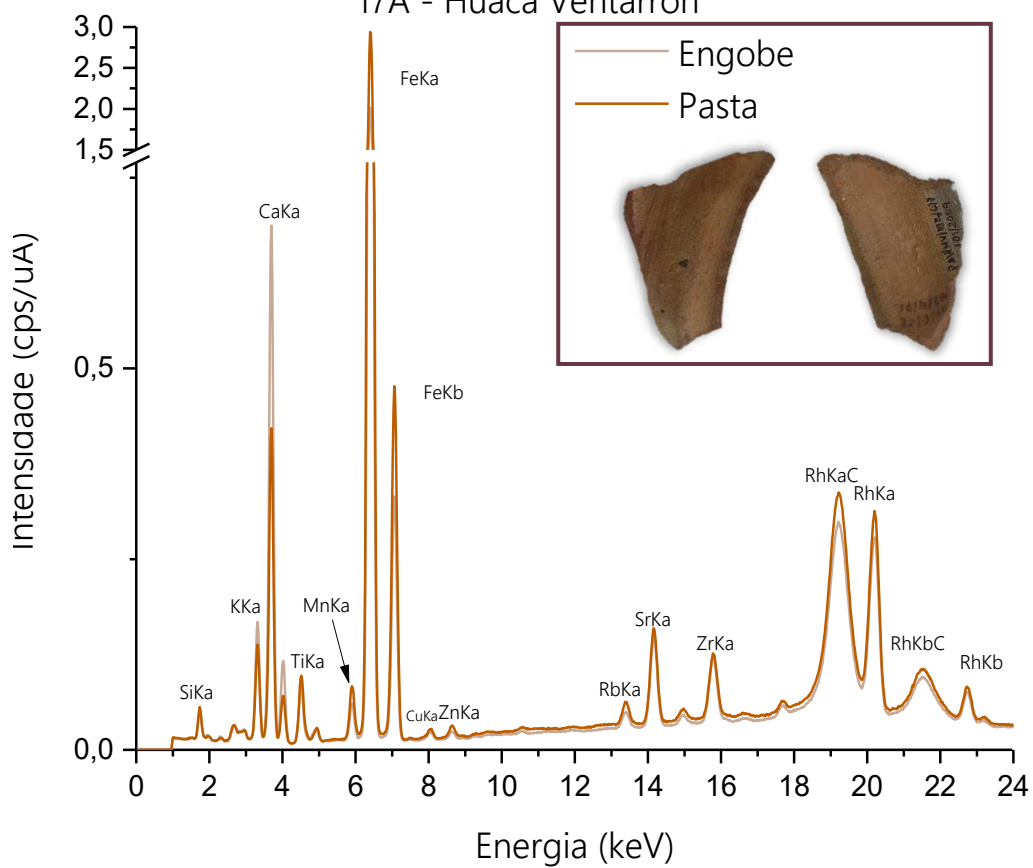 17A - Huaca Ventarrón
Engobe
Pasta
3,0
2,5
2,0
1,5
0,5
0,0
Intensidade (cps/uA)
FeKa
CaKa
FeKb
KKa
MnKa
TiKa
SiKa
CuKa
ZnKa
RbKa
SrKa
ZrKa
RhKaC
RhKa
RhKbC
RhKb
0 2 4 6 8 10 12 14 16 18 20 22 24
Energia (keV)